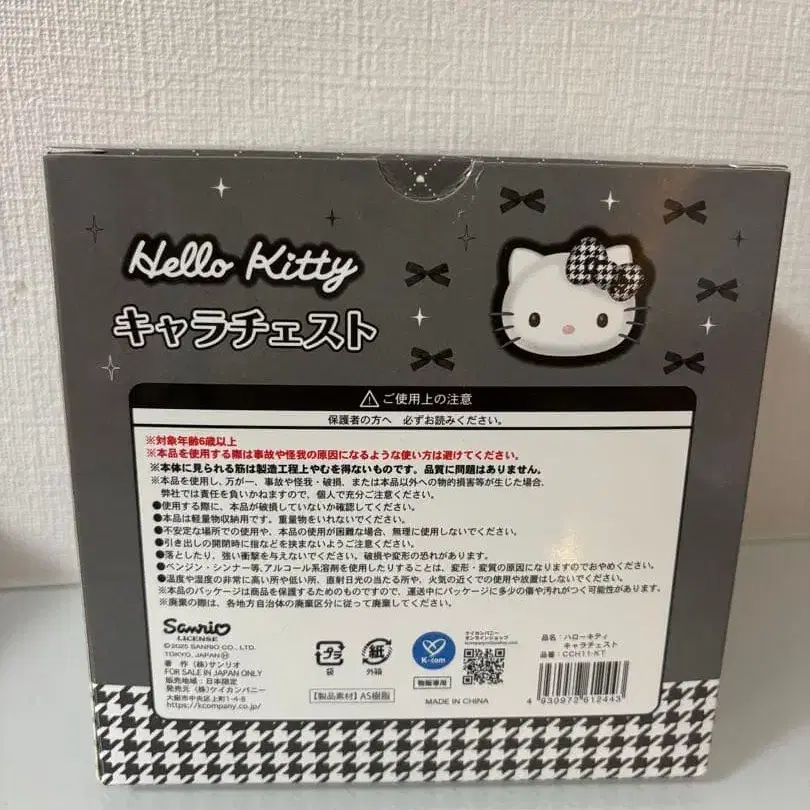 Hello Kitty
キャラチェスト
ご使用上の注意
保護者の方へ 必ずお読みください。
※対象年齢6歳以上
※本品を使用する際は事故や怪我の原因になるような使い方は避けてください。
※本体に見られる筋は製造工程上やむを得ないものです。品質に問題はありません。
※本品を使用し、万が一、事故や怪我・破損、または本品以外への物的損害等が生じた場合、
弊社では責任を負いかねますので、個人で充分ご注意ください。
●使用する際に、本品が破損していないか確認してください。
●本品は軽量物収納用です。重量物をいれないでください。
●不安定な場所での使用や、本品の使用が困難な場合、無理に使用しないでください。
●引き出しの開閉時に指などを挟まないようご注意ください。
●落としたり、強い衝撃を与えないでください。破損や変形の恐れがあります。
●ベンジン・シンナー等、アルコール系溶剤を使用したりすることは、変形・変質の原因になりますのでおやめください。
●温度や湿度の非常に高い所や低い所、直射日光の当たる所や、火気の近くでの使用や放置はしないでください。
※本品のパッケージは商品を保護するためのものですので、運送中にパッケージに多少の傷や汚れがつく可能性があります。
※廃棄の際は、各地方自治体の廃棄区分に従って廃棄してください。
Sanrio
LICENSE
©2025 SANRIO CO., LTD.
TOKYO, JAPAN Ⓗ
著 作 (株)サンリオ
FOR SALE IN JAPAN ONLY
販売地域：日本限定
発売元 (株)ケイカンパニー
大阪市中央区上町1-4-8
https://kcompany.co.jp/
プラ
袋
紙
外箱
【製品素材】AS樹脂
K-com
物販専用
ケイカンパニー
オンラインショップ
MADE IN CHINA
品名：ハローキティ
キャラチェスト
品番：CCH11-KT
4 930972 612443